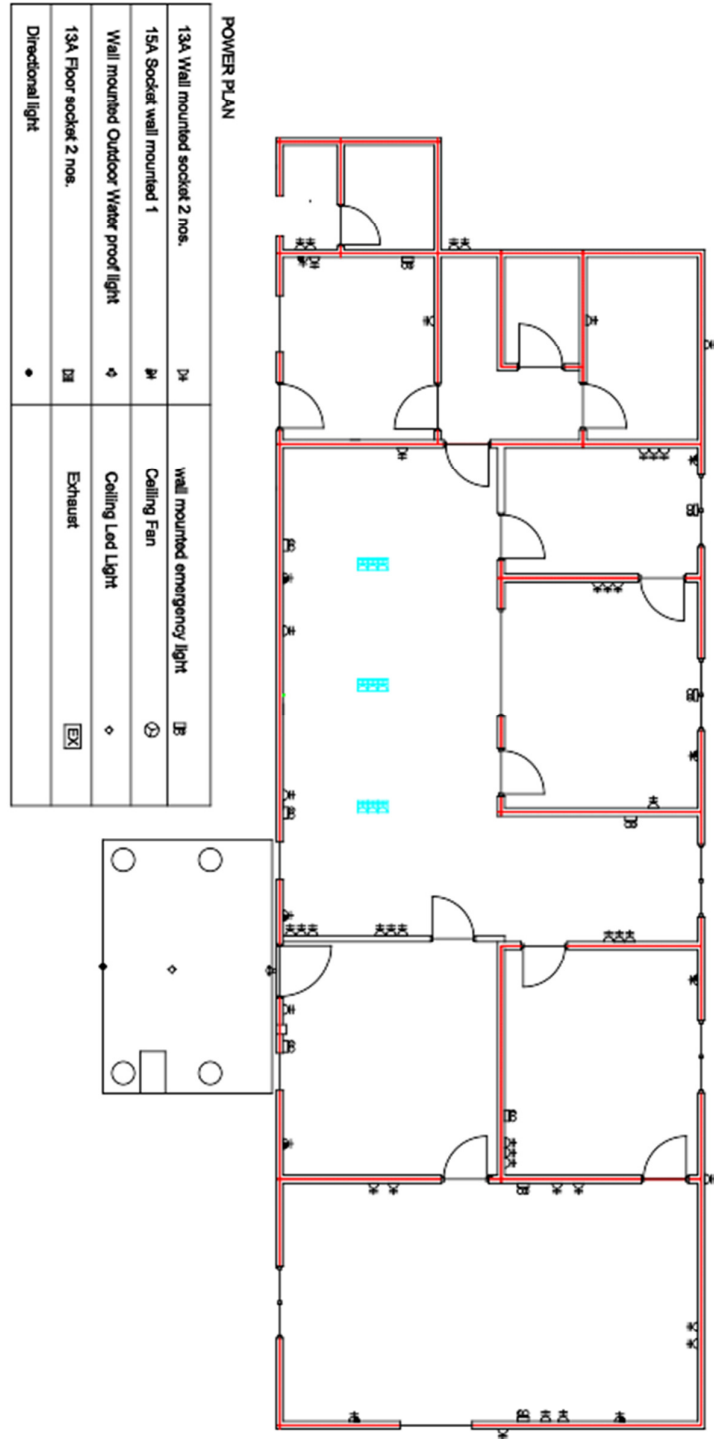 POWER PLAN
13A Wall mounted socket 2 nos.
wall mounted emergency light
15A Socket wall mounted 1
Ceiling Fan
Wall mounted Outdoor Water proof light
Ceiling Led Light
13A Floor socket 2 nos.
Exhaust
EX
Directional light